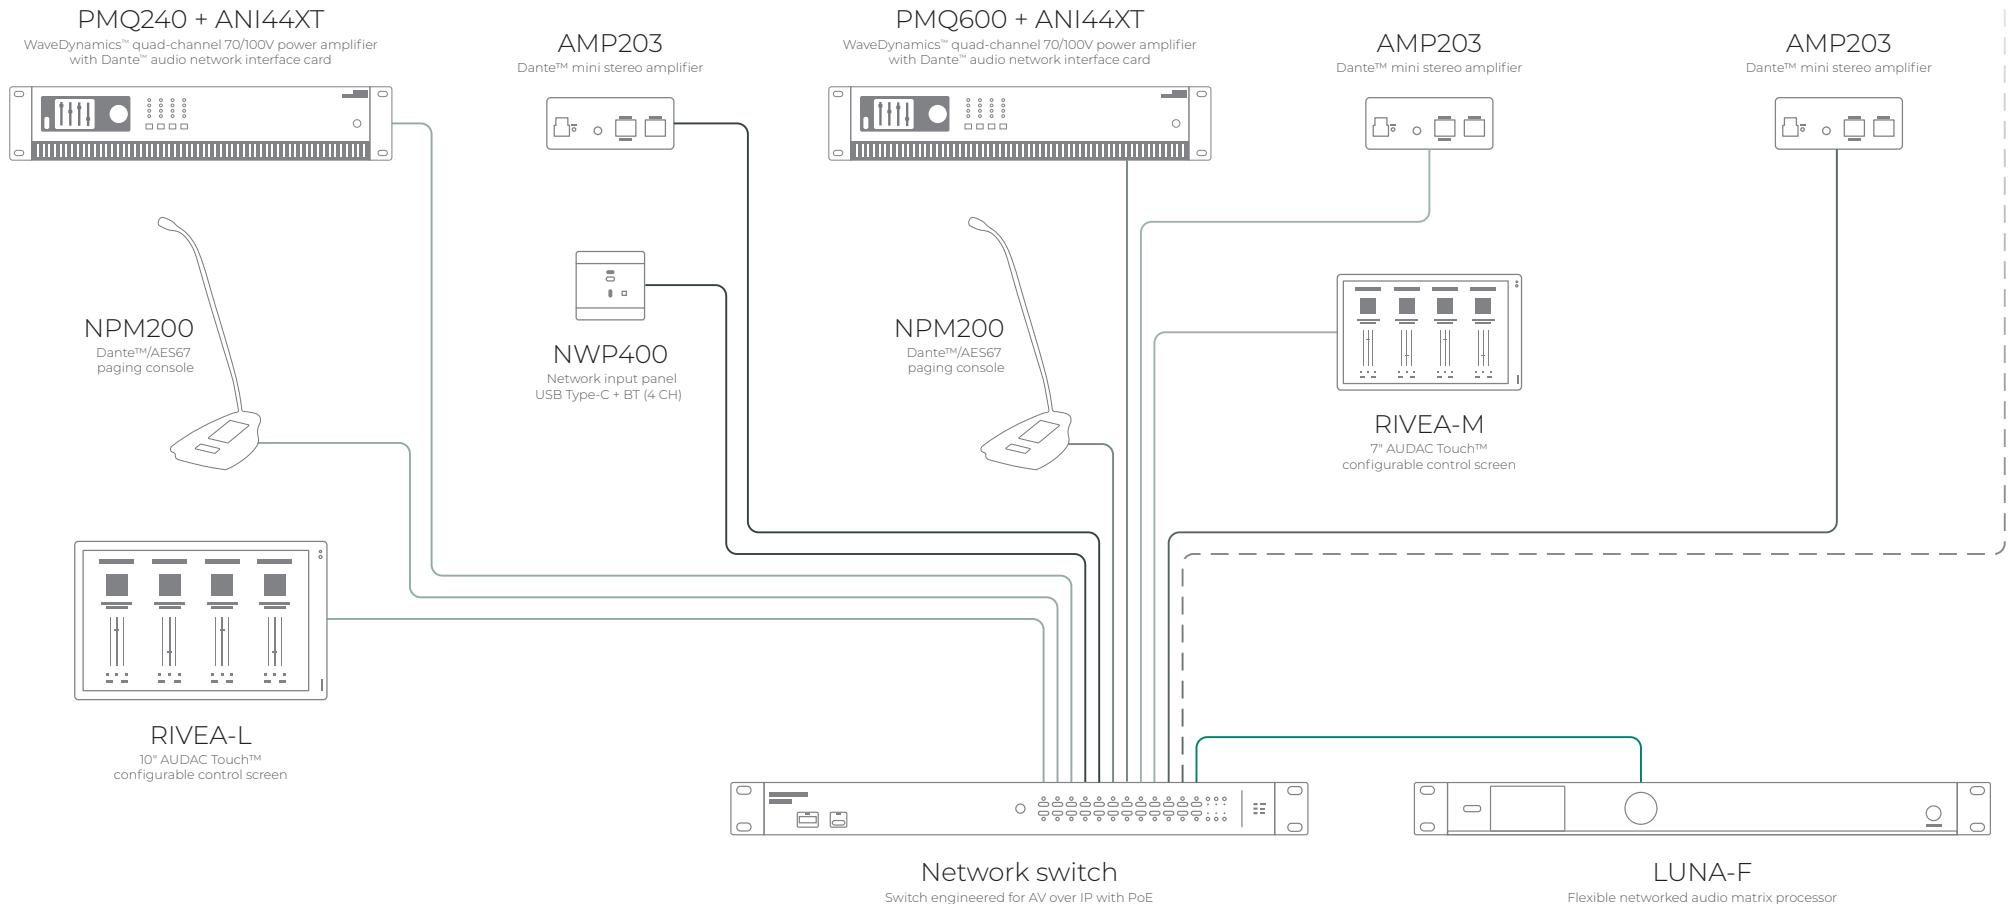 PMQ240 + ANI44XT
WaveDynamics™ quad-channel 70/100V power amplifier
with Dante™ audio network interface card
AMP203
Dante™ mini stereo amplifier
PMQ600 + ANI44XT
WaveDynamics™ quad-channel 70/100V power amplifier
with Dante™ audio network interface card
AMP203
Dante™ mini stereo amplifier
AMP203
Dante™ mini stereo amplifier
NPM200
Dante™/AES67
paging console
NWP400
Network input panel
USB Type-C + BT (4 CH)
NPM200
Dante™/AES67
paging console
RIVEA-M
7" AUDAC Touch™
configurable control screen
RIVEA-L
10" AUDAC Touch™
configurable control screen
Network switch
Switch engineered for AV over IP with PoE
LUNA-F
Flexible networked audio matrix processor